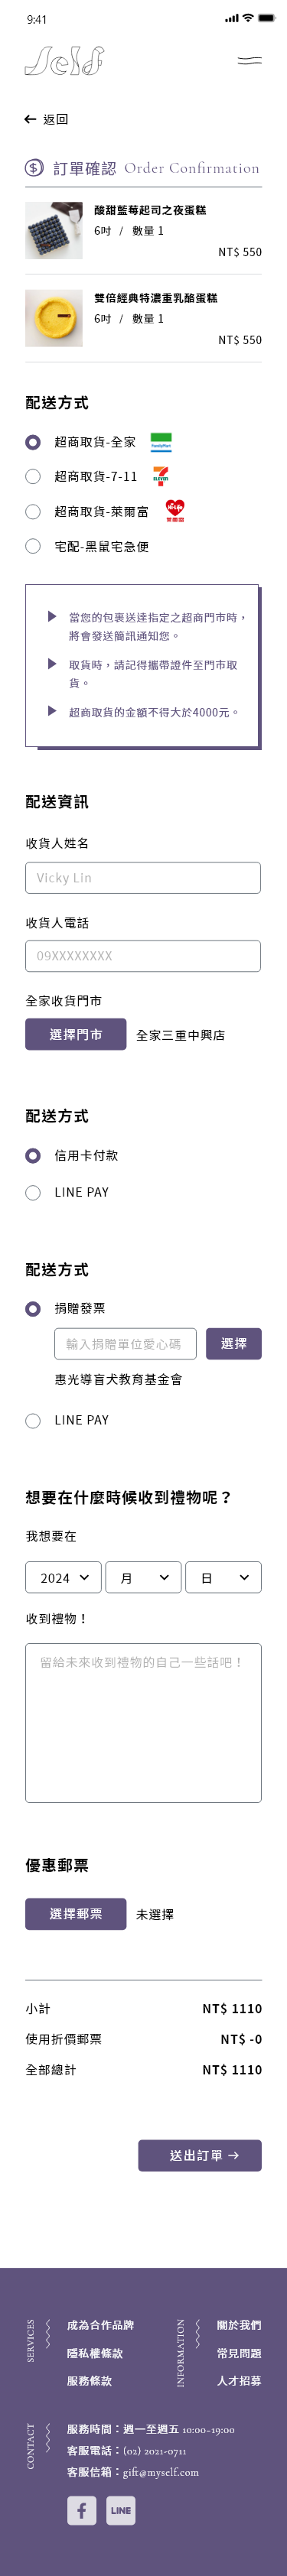 9:41
Self
← 返回
訂單確認 Order Confirmation
酸甜藍莓起司之夜蛋糕
6吋 / 數量 1
NT$ 550
雙倍經典特濃重乳酪蛋糕
6吋 / 數量 1
NT$ 550
配送方式
超商取貨-全家 FamilyMart
超商取貨-7-11 ELEVEN
超商取貨-萊爾富 Hi-Life 萊爾富
宅配-黑鼠宅急便
當您的包裹送達指定之超商門市時，
將會發送簡訊通知您。
取貨時，請記得攜帶證件至門市取
貨。
超商取貨的金額不得大於4000元。
配送資訊
收貨人姓名
Vicky Lin
收貨人電話
09XXXXXXXX
全家收貨門市
選擇門市 全家三重中興店
配送方式
信用卡付款
LINE PAY
配送方式
捐贈發票
輸入捐贈單位愛心碼 選擇
惠光導盲犬教育基金會
LINE PAY
想要在什麼時候收到禮物呢？
我想要在
2024 月 日
收到禮物！
留給未來收到禮物的自己一些話吧！
優惠郵票
選擇郵票 未選擇
小計 NT$ 1110
使用折價郵票 NT$ -0
全部總計 NT$ 1110
送出訂單 →
SERVICES
成為合作品牌
隱私權條款
服務條款
INFORMATION
關於我們
常見問題
人才招募
CONTACT
服務時間：週一至週五 10:00-19:00
客服電話：(02) 2021-0711
客服信箱：gift@myself.com
f LINE